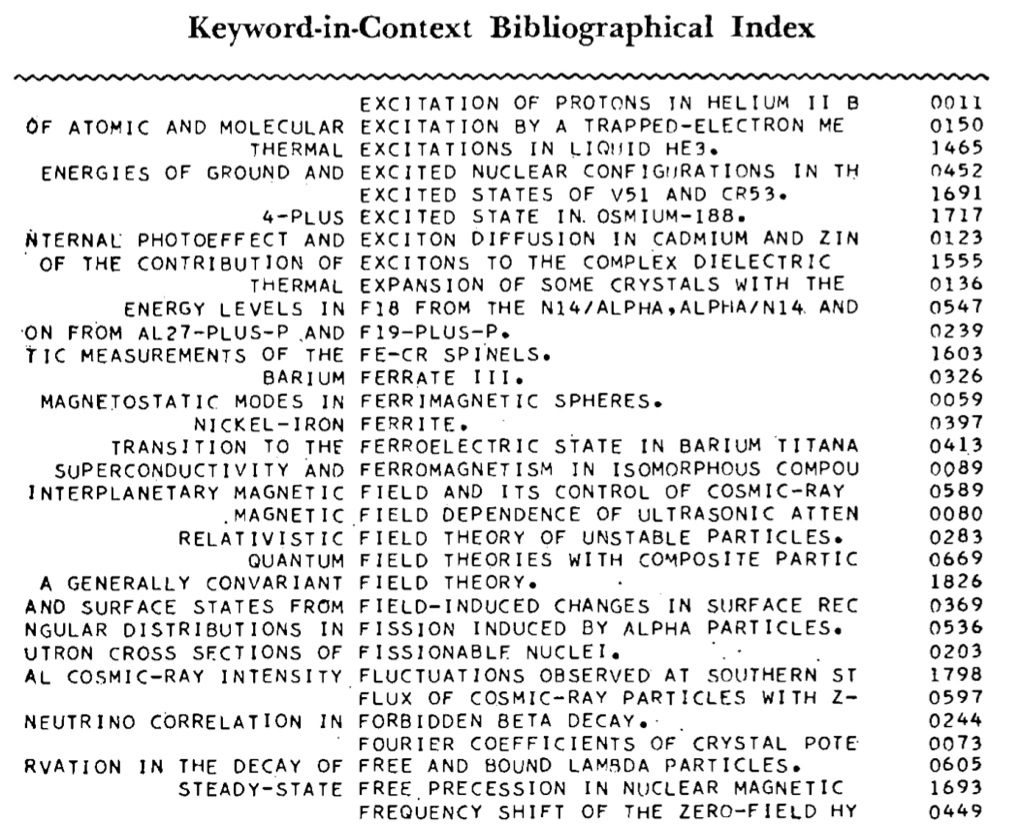 Keyword-in-Context Bibliographical Index
EXCITATION OF PROTONS IN HELIUM II B 0011
OF ATOMIC AND MOLECULAR EXCITATION BY A TRAPPED-ELECTRON ME 0150
THERMAL EXCITATIONS IN LIQUID HE3. 1465
ENERGIES OF GROUND AND EXCITED NUCLEAR CONFIGURATIONS IN TH 0452
EXCITED STATES OF V51 AND CR53. 1691
4-PLUS EXCITED STATE IN OSMIUM-188. 1717
NTERNAL PHOTOEFFECT AND EXCITON DIFFUSION IN CADMIUM AND ZIN 0123
OF THE CONTRIBUTION OF EXCITONS TO THE COMPLEX DIELECTRIC 1555
THERMAL EXPANSION OF SOME CRYSTALS WITH THE 0136
ENERGY LEVELS IN F18 FROM THE N14/ALPHA,ALPHA/N14 AND 0547
ON FROM AL27-PLUS-P AND F19-PLUS-P. 0239
TIC MEASUREMENTS OF THE FE-CR SPINELS. 1603
BARIUM FERRATE III. 0326
MAGNETOSTATIC MODES IN FERRIMAGNETIC SPHERES. 0059
NICKEL-IRON FERRITE. 0397
TRANSITION TO THE FERROELECTRIC STATE IN BARIUM TITANA 0413
SUPERCONDUCTIVITY AND FERROMAGNETISM IN ISOMORPHOUS COMPOU 0089
INTERPLANETARY MAGNETIC FIELD AND ITS CONTROL OF COSMIC-RAY 0589
MAGNETIC FIELD DEPENDENCE OF ULTRASONIC ATTEN 0080
RELATIVISTIC FIELD THEORY OF UNSTABLE PARTICLES. 0283
QUANTUM FIELD THEORIES WITH COMPOSITE PARTIC 0669
A GENERALLY CONVARIANT FIELD THEORY. 1826
AND SURFACE STATES FROM FIELD-INDUCED CHANGES IN SURFACE REC 0369
NGULAR DISTRIBUTIONS IN FISSION INDUCED BY ALPHA PARTICLES. 0536
UTRON CROSS SECTIONS OF FISSIONABLE NUCLEI. 0203
AL COSMIC-RAY INTENSITY FLUCTUATIONS OBSERVED AT SOUTHERN ST 1798
FLUX OF COSMIC-RAY PARTICLES WITH Z- 0597
NEUTRINO CORRELATION IN FORBIDDEN BETA DECAY. 0244
FOURIER COEFFICIENTS OF CRYSTAL POTE 0073
RVATION IN THE DECAY OF FREE AND BOUND LAMBDA PARTICLES. 0605
STEADY-STATE FREE PRECESSION IN NUCLEAR MAGNETIC 1693
FREQUENCY SHIFT OF THE ZERO-FIELD HY 0449